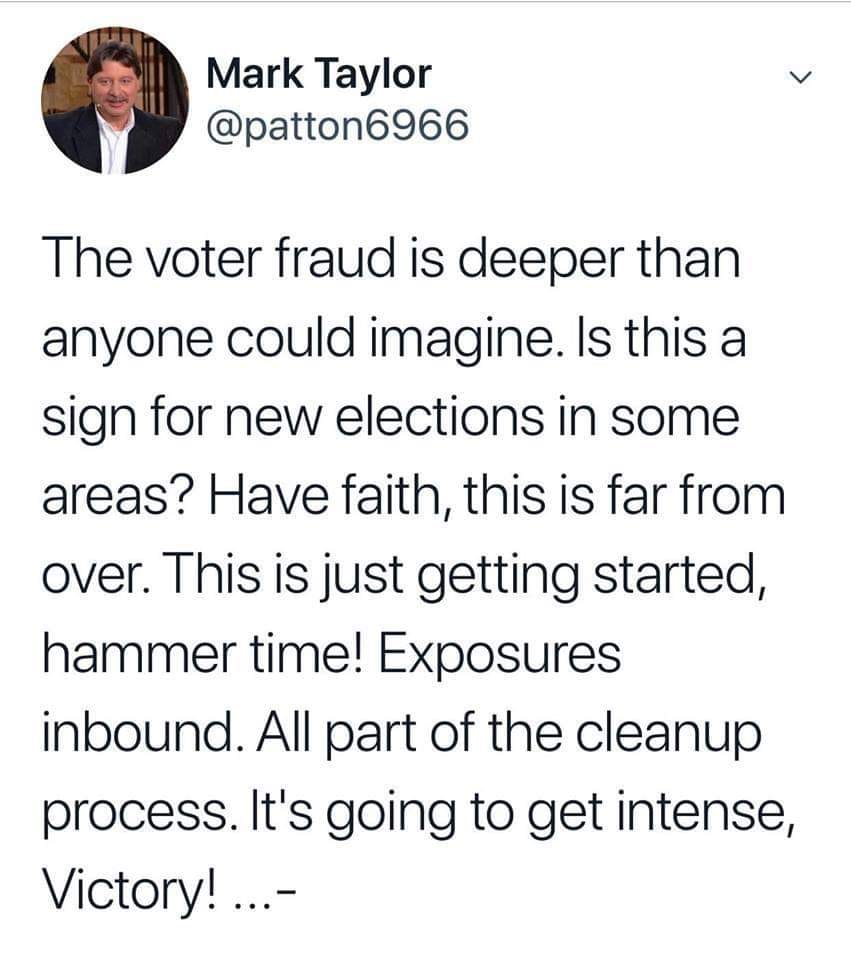 Mark Taylor
@patton6966
The voter fraud is deeper than
anyone could imagine. Is this a
sign for new elections in some
areas? Have faith, this is far from
over. This is just getting started,
hammer time! Exposures
inbound. All part of the cleanup
process. It's going to get intense,
Victory! ...-